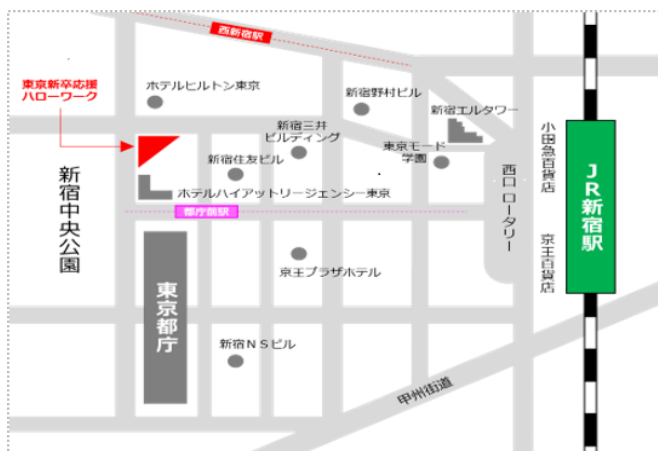 西新宿駅
東京新卒応援
ハローワーク
ホテルヒルトン東京
新宿野村ビル
新宿エルタワー
新宿三井
ビルディング
東京モード
学園
新宿住友ビル
小田急百貨店
JR新宿駅
新宿中央公園
ホテルハイアットリージェンシー東京
西口 ロータリー
都庁前駅
京王百貨店
京王プラザホテル
東京都庁
新宿NSビル
甲州街道